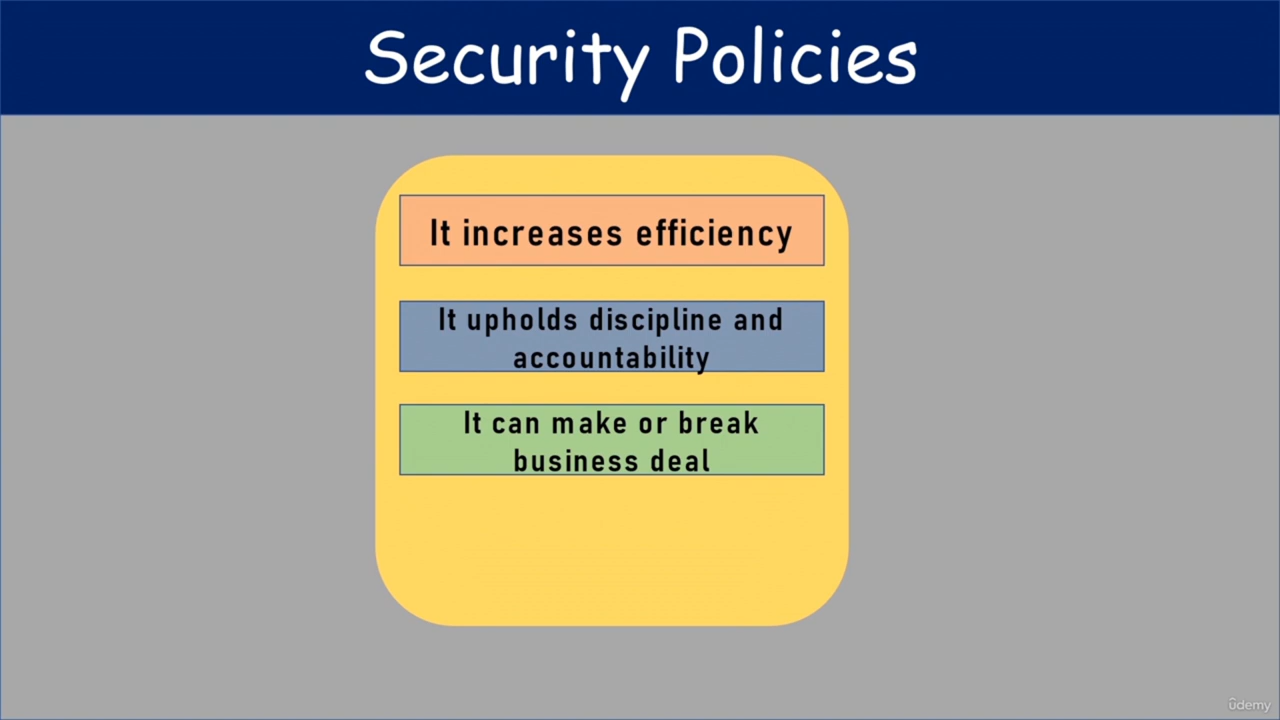 Security Policies
It increases efficiency
It upholds discipline and
accountability
It can make or break
business deal
ûdemy